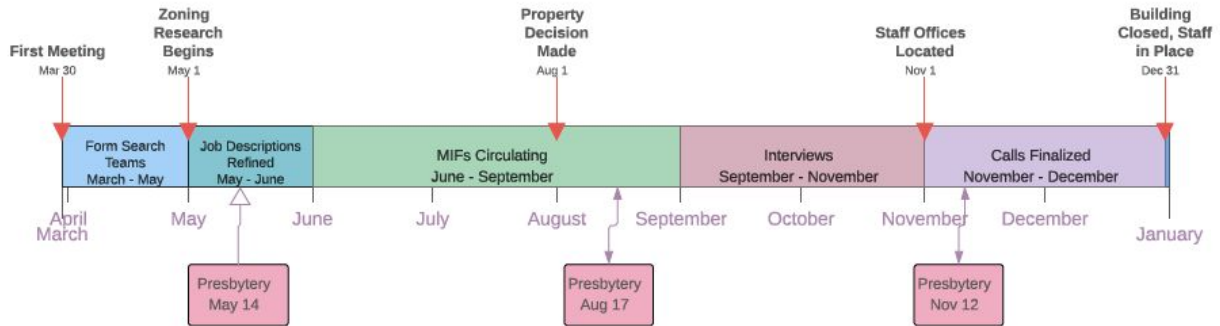 Zoning
Research
Begins
May 1
Property
Decision
Made
Aug 1
Building
Closed, Staff
in Place
Dec 31
First Meeting
Mar 30
Staff Offices
Located
Nov 1
Form Search
Teams
March - May
Job Descriptions
Refined
May - June
MIFs Circulating
June - September
Interviews
September - November
Calls Finalized
November - December
April
March
May
June
July
August
September
October
November
December
January
Presbytery
May 14
Presbytery
Aug 17
Presbytery
Nov 12